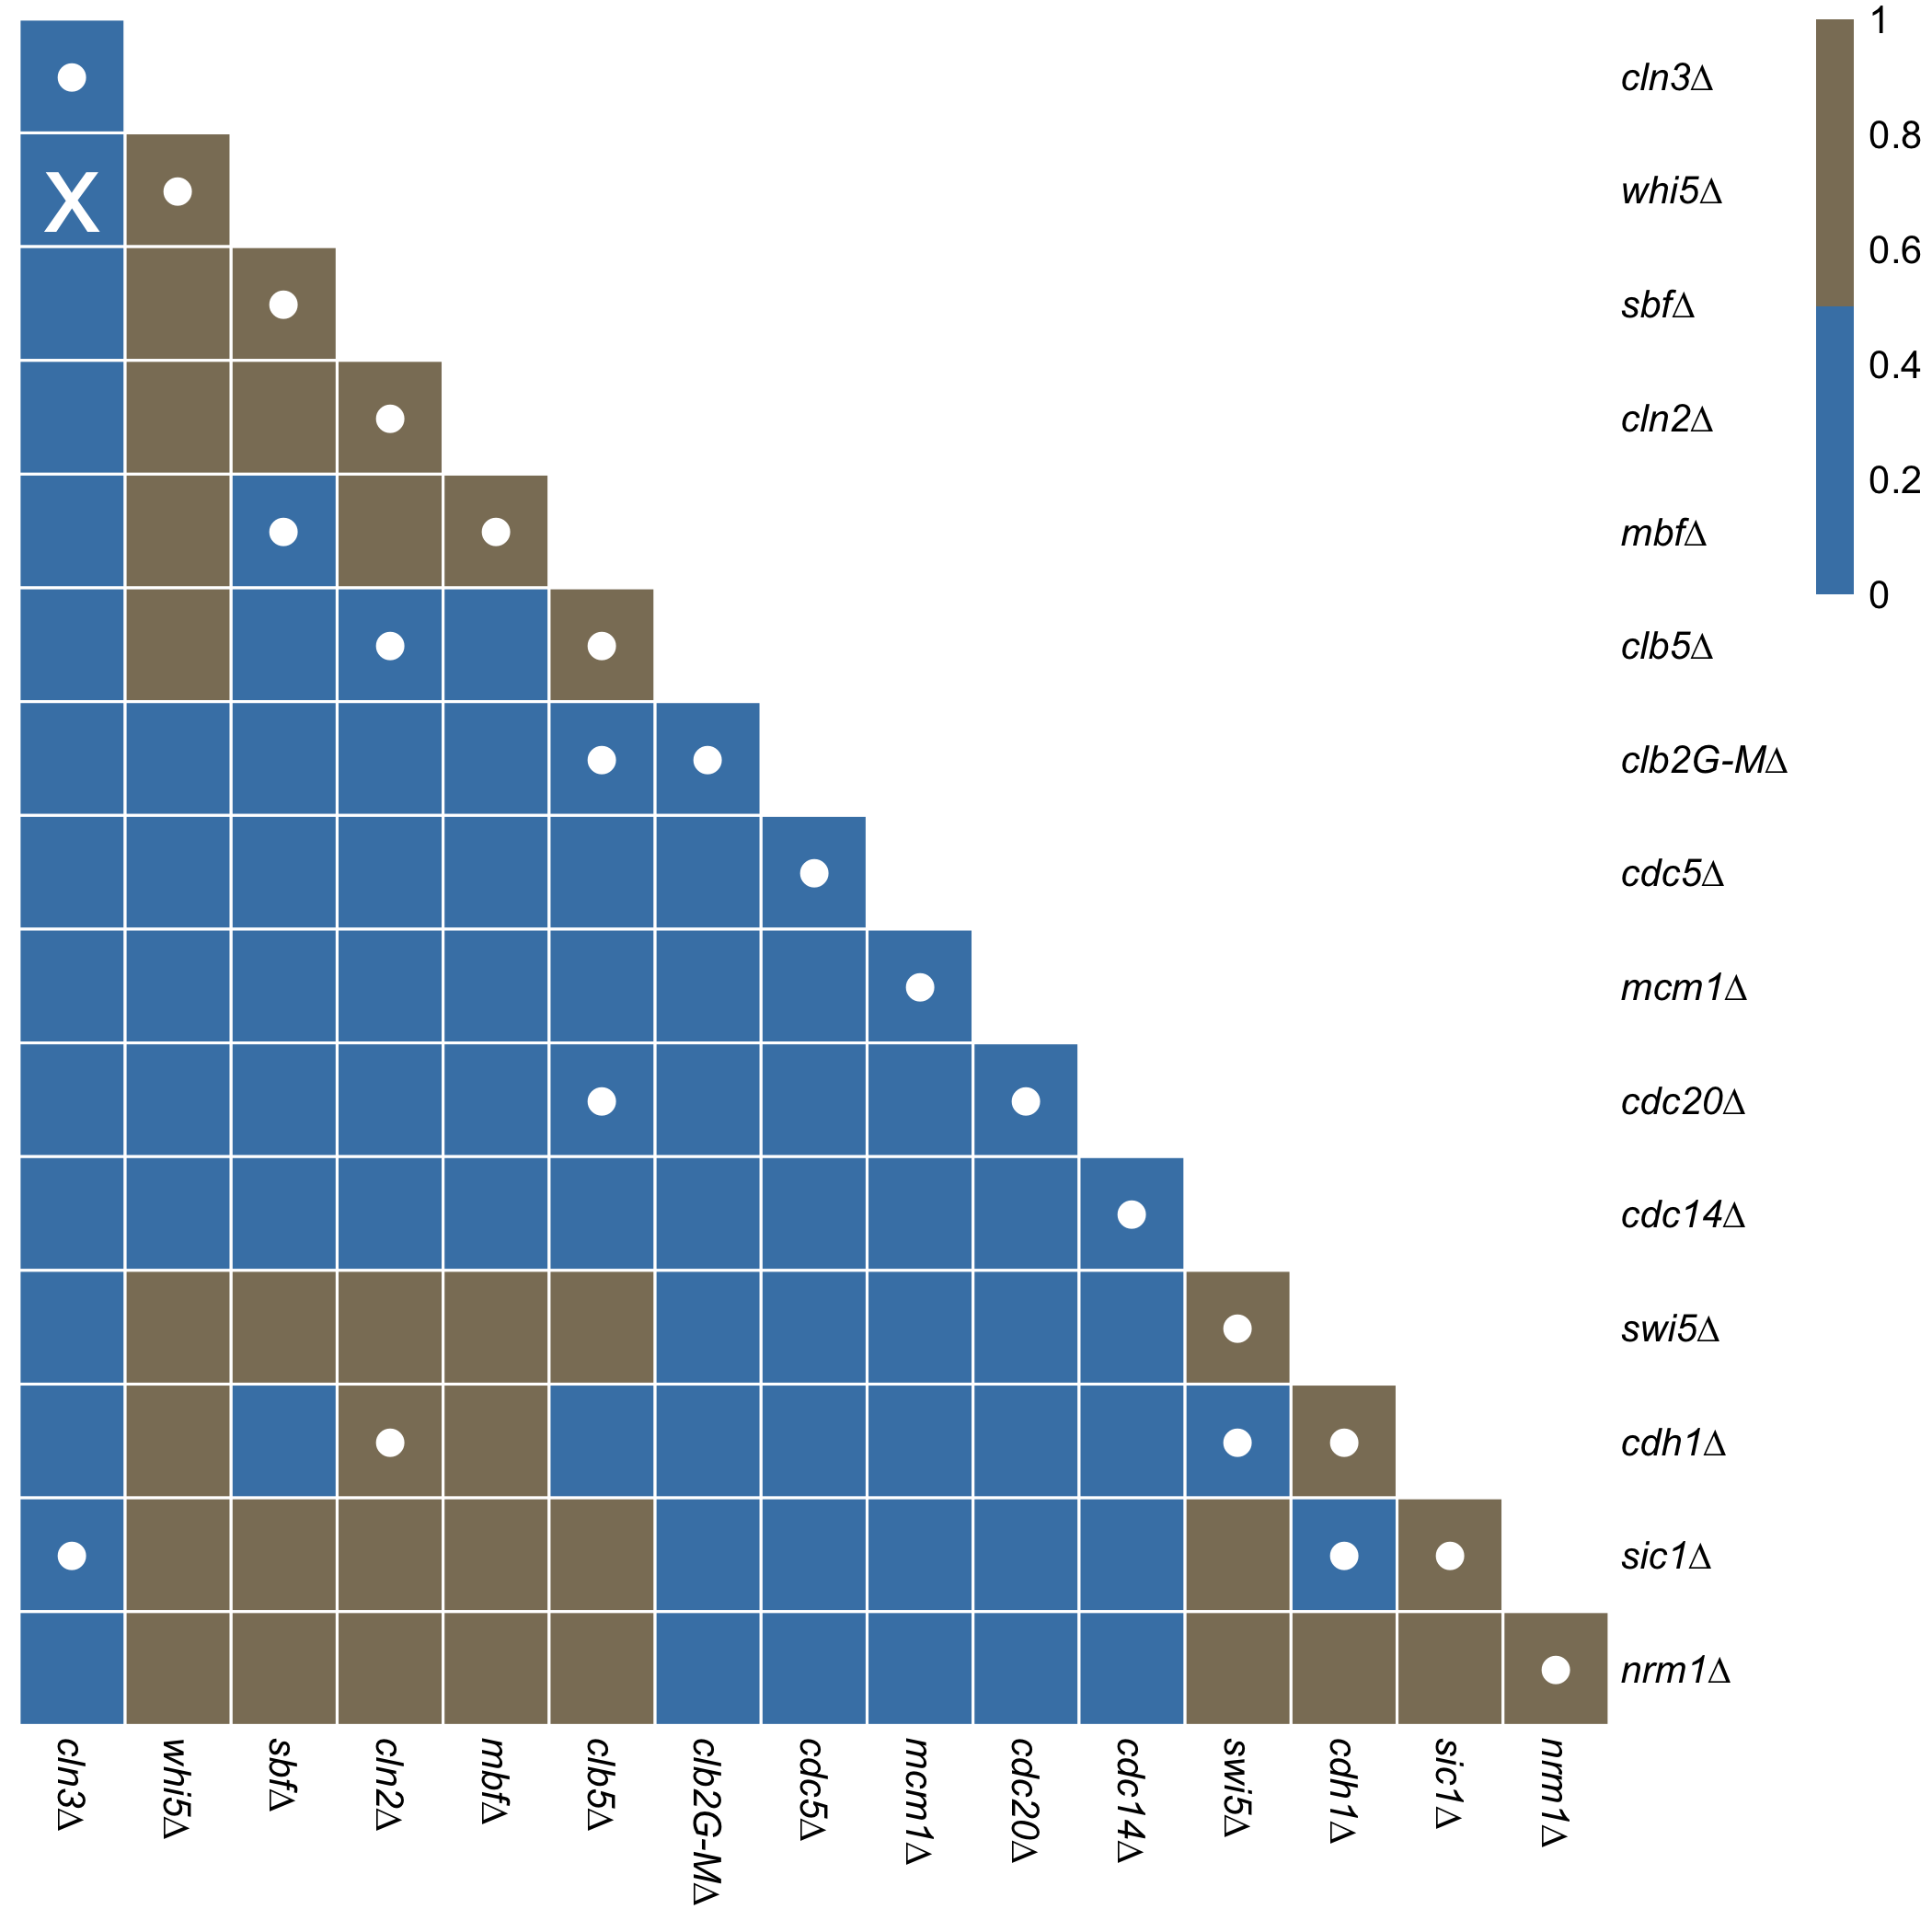 1
cln3Δ
0.8
X
whi5Δ
0.6
sbfΔ
0.4
cln2Δ
0.2
mbfΔ
0
clb5Δ
clb2G-MΔ
cdc5Δ
mcm1Δ
cdc20Δ
cdc14Δ
swi5Δ
cdh1Δ
sic1Δ
nrm1Δ
cln3Δ
whi5Δ
sbfΔ
cln2Δ
mbfΔ
clb5Δ
clb2G-MΔ
cdc5Δ
mcm1Δ
cdc20Δ
cdc14Δ
swi5Δ
cdh1Δ
sic1Δ
nrm1Δ